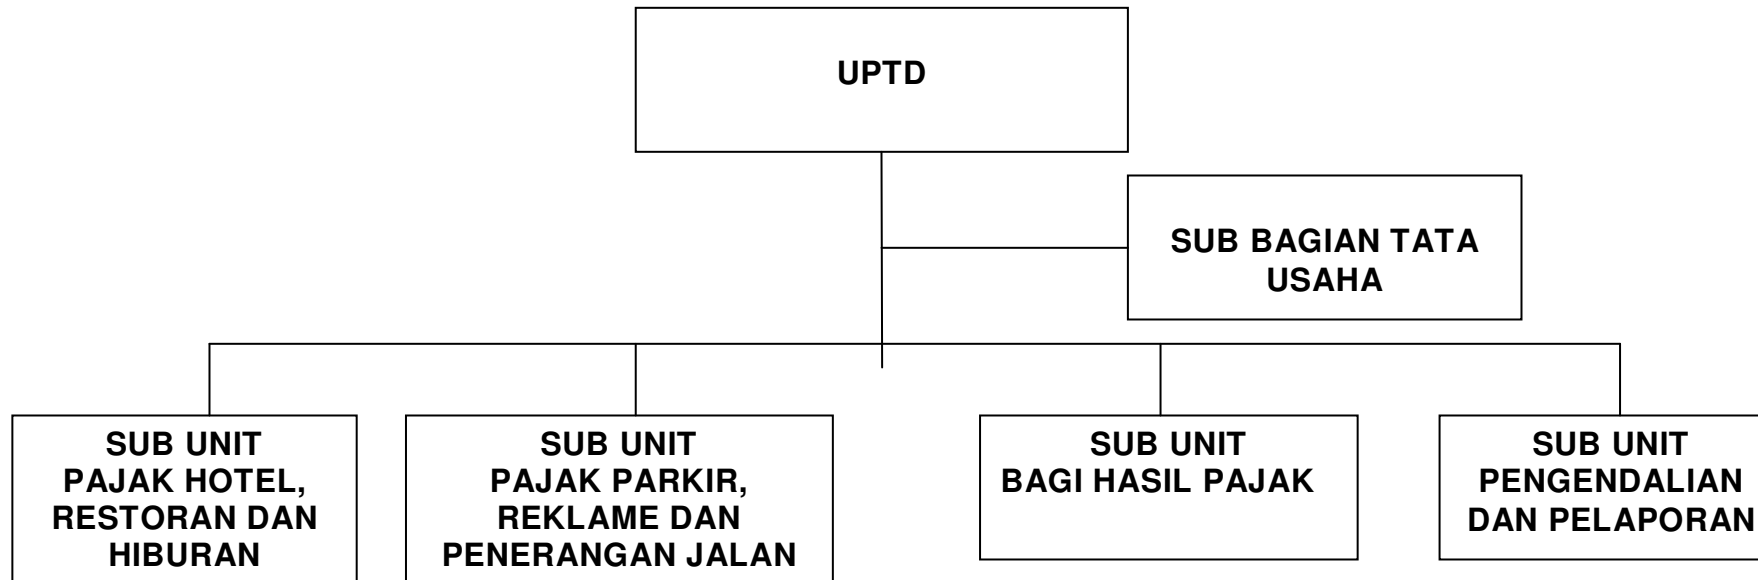 UPTD
SUB BAGIAN TATA
USAHA
SUB UNIT
PAJAK HOTEL,
RESTORAN DAN
HIBURAN
SUB UNIT
PAJAK PARKIR,
REKLAME DAN
PENERANGAN JALAN
SUB UNIT
BAGI HASIL PAJAK
SUB UNIT
PENGENDALIAN
DAN PELAPORAN